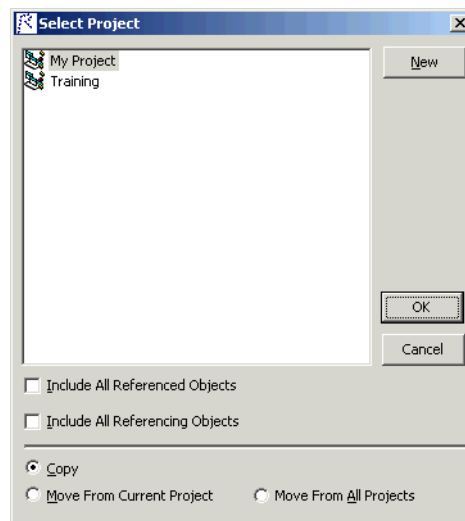 Select Project
My Project
New
Training
OK
Cancel
Include All Referenced Objects
Include All Referencing Objects
Copy
Move From Current Project
Move From All Projects